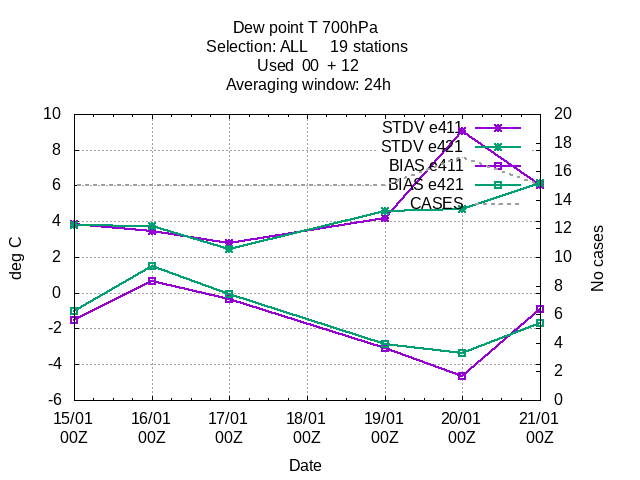 Dew point T 700hPa
Selection: ALL     19 stations
Used  00  + 12
Averaging window: 24h
10
8
6
4
2
0
-2
-4
-6
deg C
20
18
16
14
12
10
8
6
4
2
0
No cases
STDV e411
STDV e421
BIAS e411
BIAS e421
CASES
15/01 16/01 17/01 18/01 19/01 20/01 21/01
00Z 00Z 00Z 00Z 00Z 00Z 00Z
Date